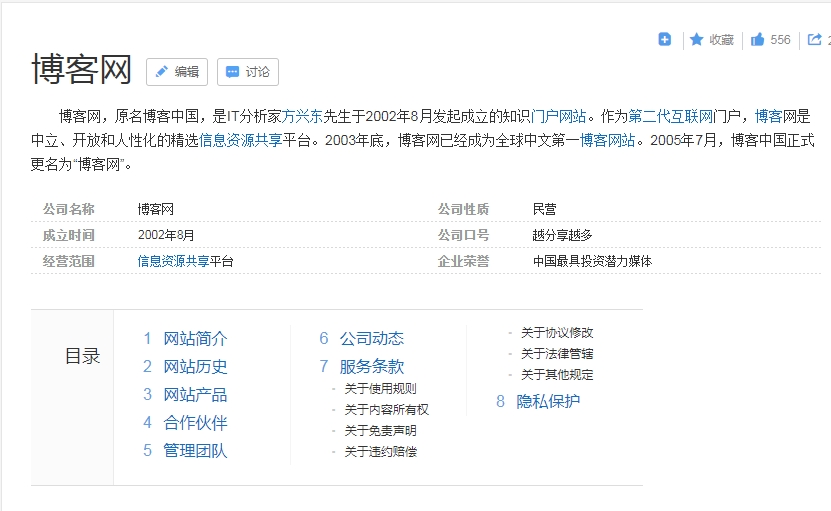 收藏 556
博客网 编辑 讨论
博客网，原名博客中国，是IT分析家方兴东先生于2002年8月发起成立的知识门户网站。作为第二代互联网门户，博客网是
中立、开放和人性化的精选信息资源共享平台。2003年底，博客网已经成为全球中文第一博客网站。2005年7月，博客中国正式
更名为“博客网”。
公司名称 博客网 公司性质 民营
成立时间 2002年8月 公司口号 越分享越多
经营范围 信息资源共享平台 企业荣誉 中国最具投资潜力媒体
目录
1 网站简介
2 网站历史
3 网站产品
4 合作伙伴
5 管理团队
6 公司动态
7 服务条款
- 关于使用规则
- 关于内容所有权
- 关于免责声明
- 关于违约赔偿
- 关于协议修改
- 关于法律管辖
- 关于其他规定
8 隐私保护